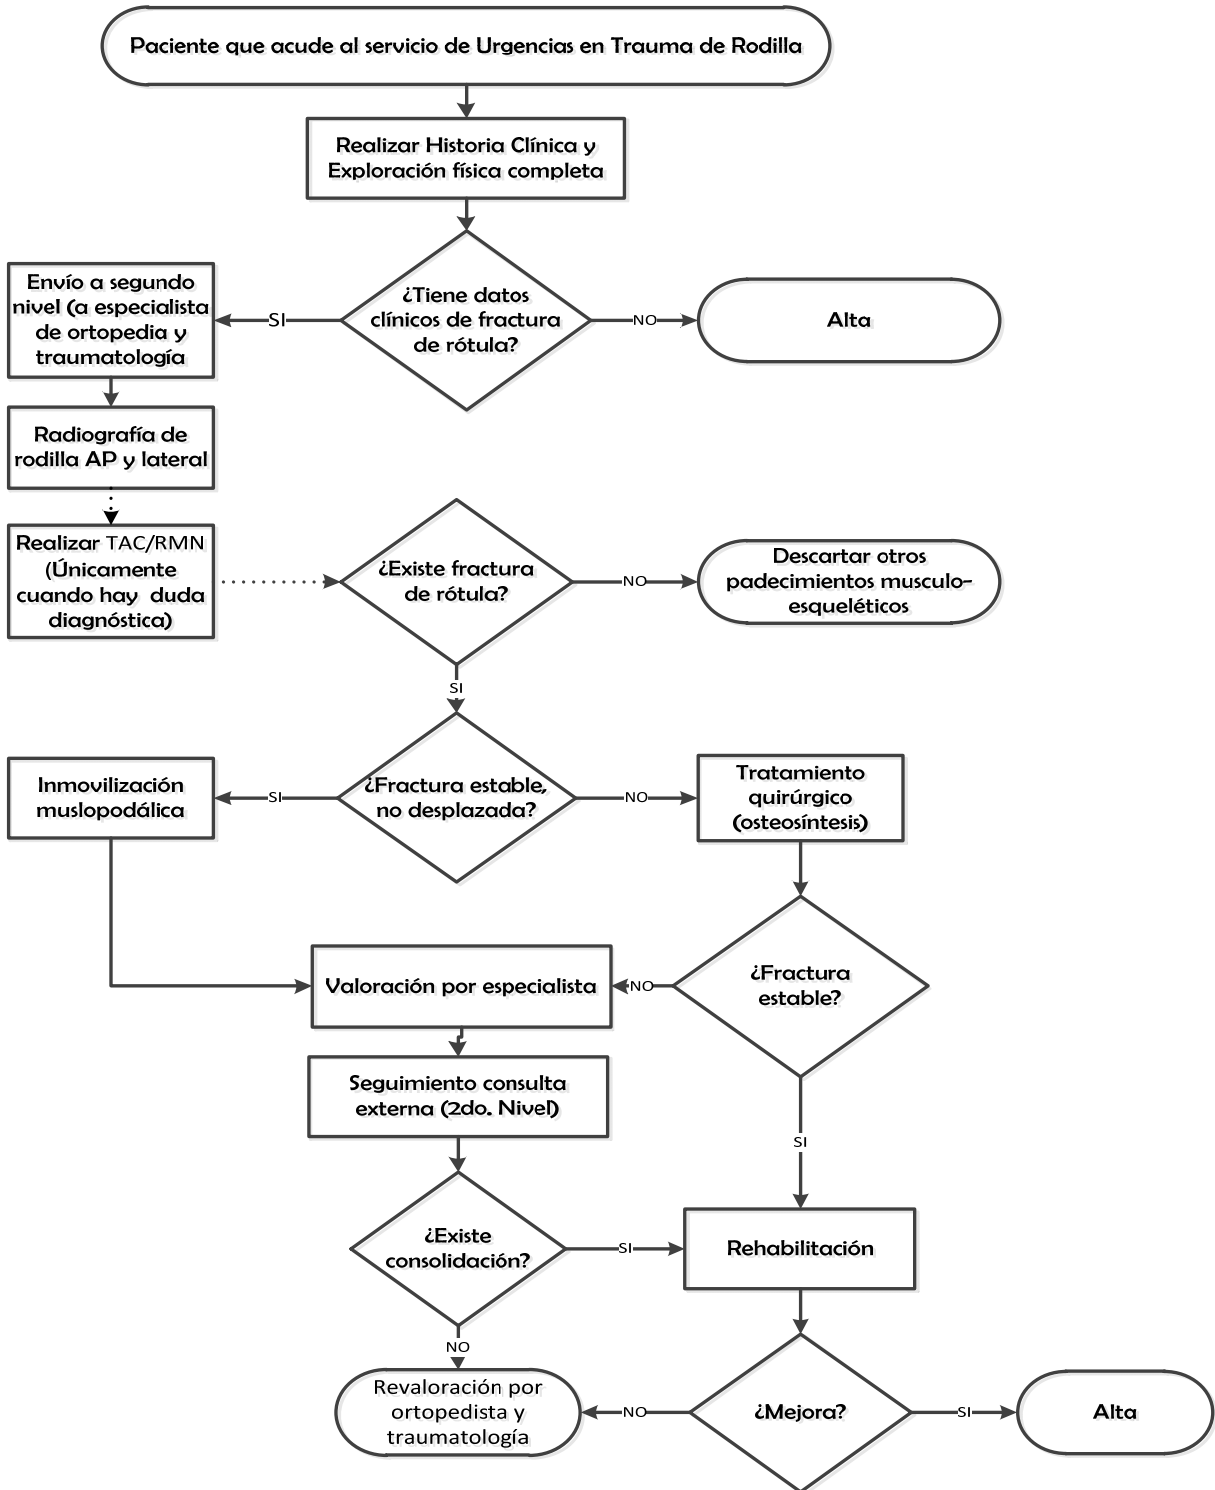 Paciente que acude al servicio de Urgencias en Trauma de Rodilla
Realizar Historia Clínica y
Exploración física completa
¿Tiene datos
clínicos de fractura
de rótula?
SI
NO
Envío a segundo
nivel (a especialista
de ortopedia y
traumatología
Alta
Radiografía de
rodilla AP y lateral
Realizar TAC/RMN
(Únicamente
cuando hay duda
diagnóstica)
¿Existe fractura
de rótula?
NO
Descartar otros
padecimientos musculo-
esqueléticos
SI
¿Fractura estable,
no desplazada?
SI
NO
Inmovilización
muslopodálica
Tratamiento
quirúrgico
(osteosíntesis)
¿Fractura
estable?
NO
Valoración por especialista
Seguimiento consulta
externa (2do. Nivel)
SI
¿Existe
consolidación?
SI
Rehabilitación
NO
Revaloración por
ortopedista y
traumatología
NO
¿Mejora?
SI
Alta